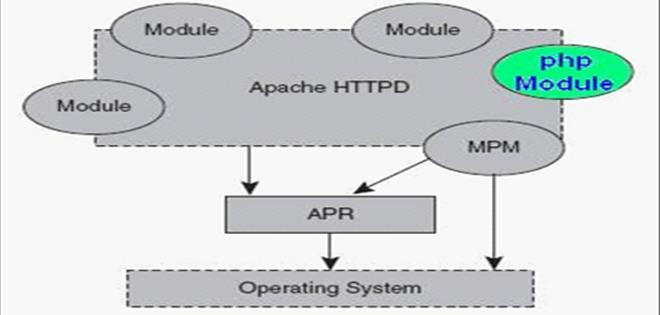 Module
Module
php
Module
Apache HTTPD
Module
MPM
APR
Operating System